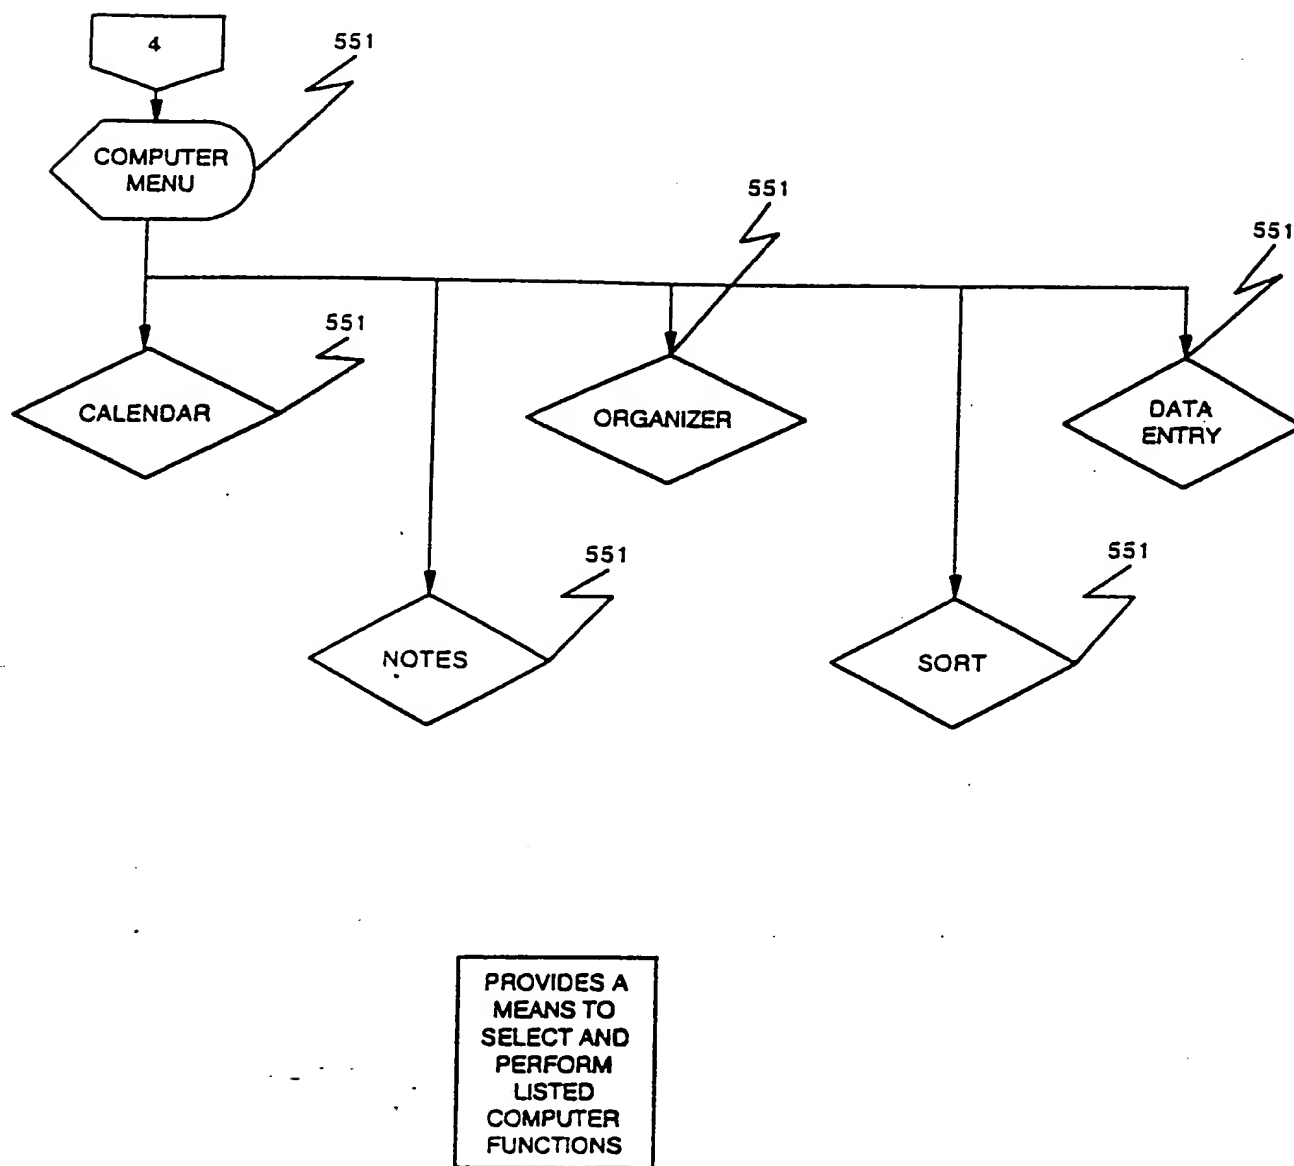 4
551
COMPUTER
MENU
551
551
551
CALENDAR
ORGANIZER
DATA
ENTRY
551
551
NOTES
SORT
PROVIDES A
MEANS TO
SELECT AND
PERFORM
LISTED
COMPUTER
FUNCTIONS